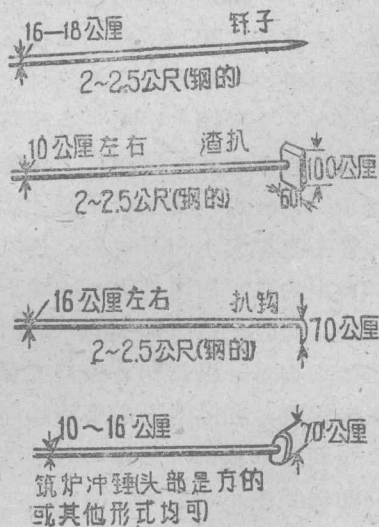 16—18公厘 钎子
2~2.5公尺(钢的)
10公厘左右 渣扒
100公厘
60
2~2.5公尺(钢的)
16公厘左右 扒钩
70公厘
2~2.5公尺(钢的)
10～16公厘
70公厘
筑炉冲锤(头部是方的
或其他形式均可)